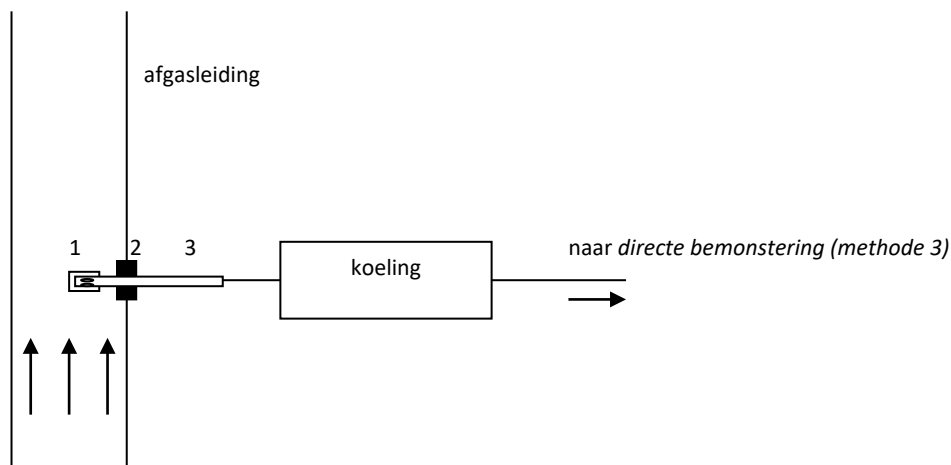 afgasleiding
1 2 3
koeling
naar directe bemonstering (methode 3)